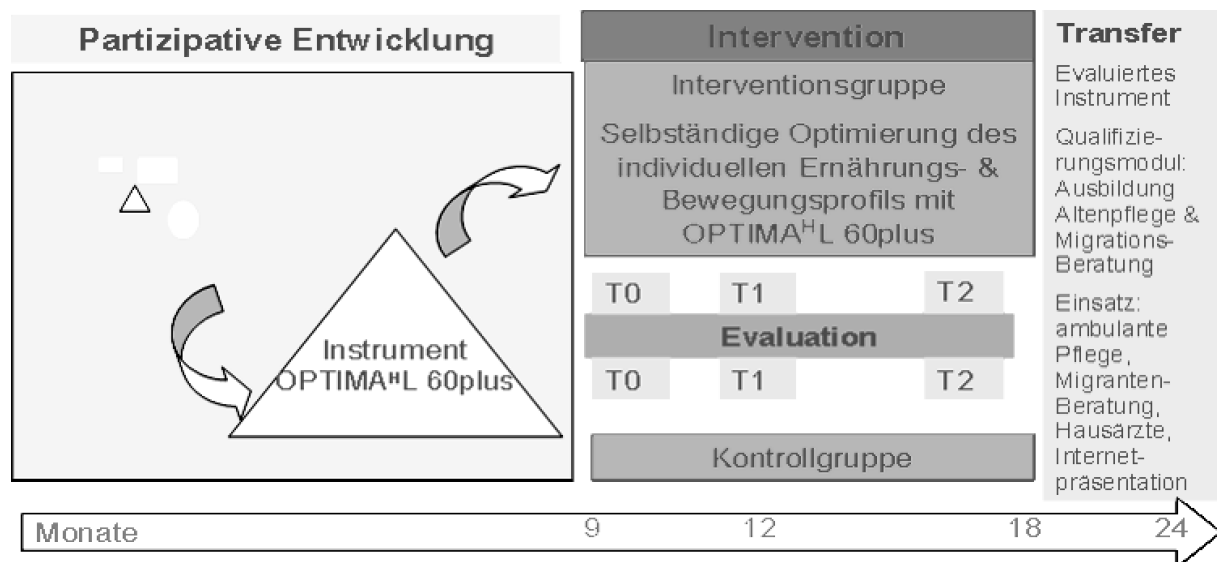 Partizipative Entwicklung
Instrument
OPTIMAᴴL 60plus
Intervention
Interventionsgruppe
Selbständige Optimierung des
individuellen Ernährungs- &
Bewegungsprofils mit
OPTIMAᴴL 60plus
T0 T1 T2
Evaluation
T0 T1 T2
Kontrollgruppe
Transfer
Evaluiertes
Instrument
Qualifizie-
rungsmodul:
Ausbildung
Altenpflege &
Migrations-
Beratung
Einsatz:
ambulante
Pflege,
Migranten-
Beratung,
Hausärzte,
Internet-
präsentation
Monate 9 12 18 24